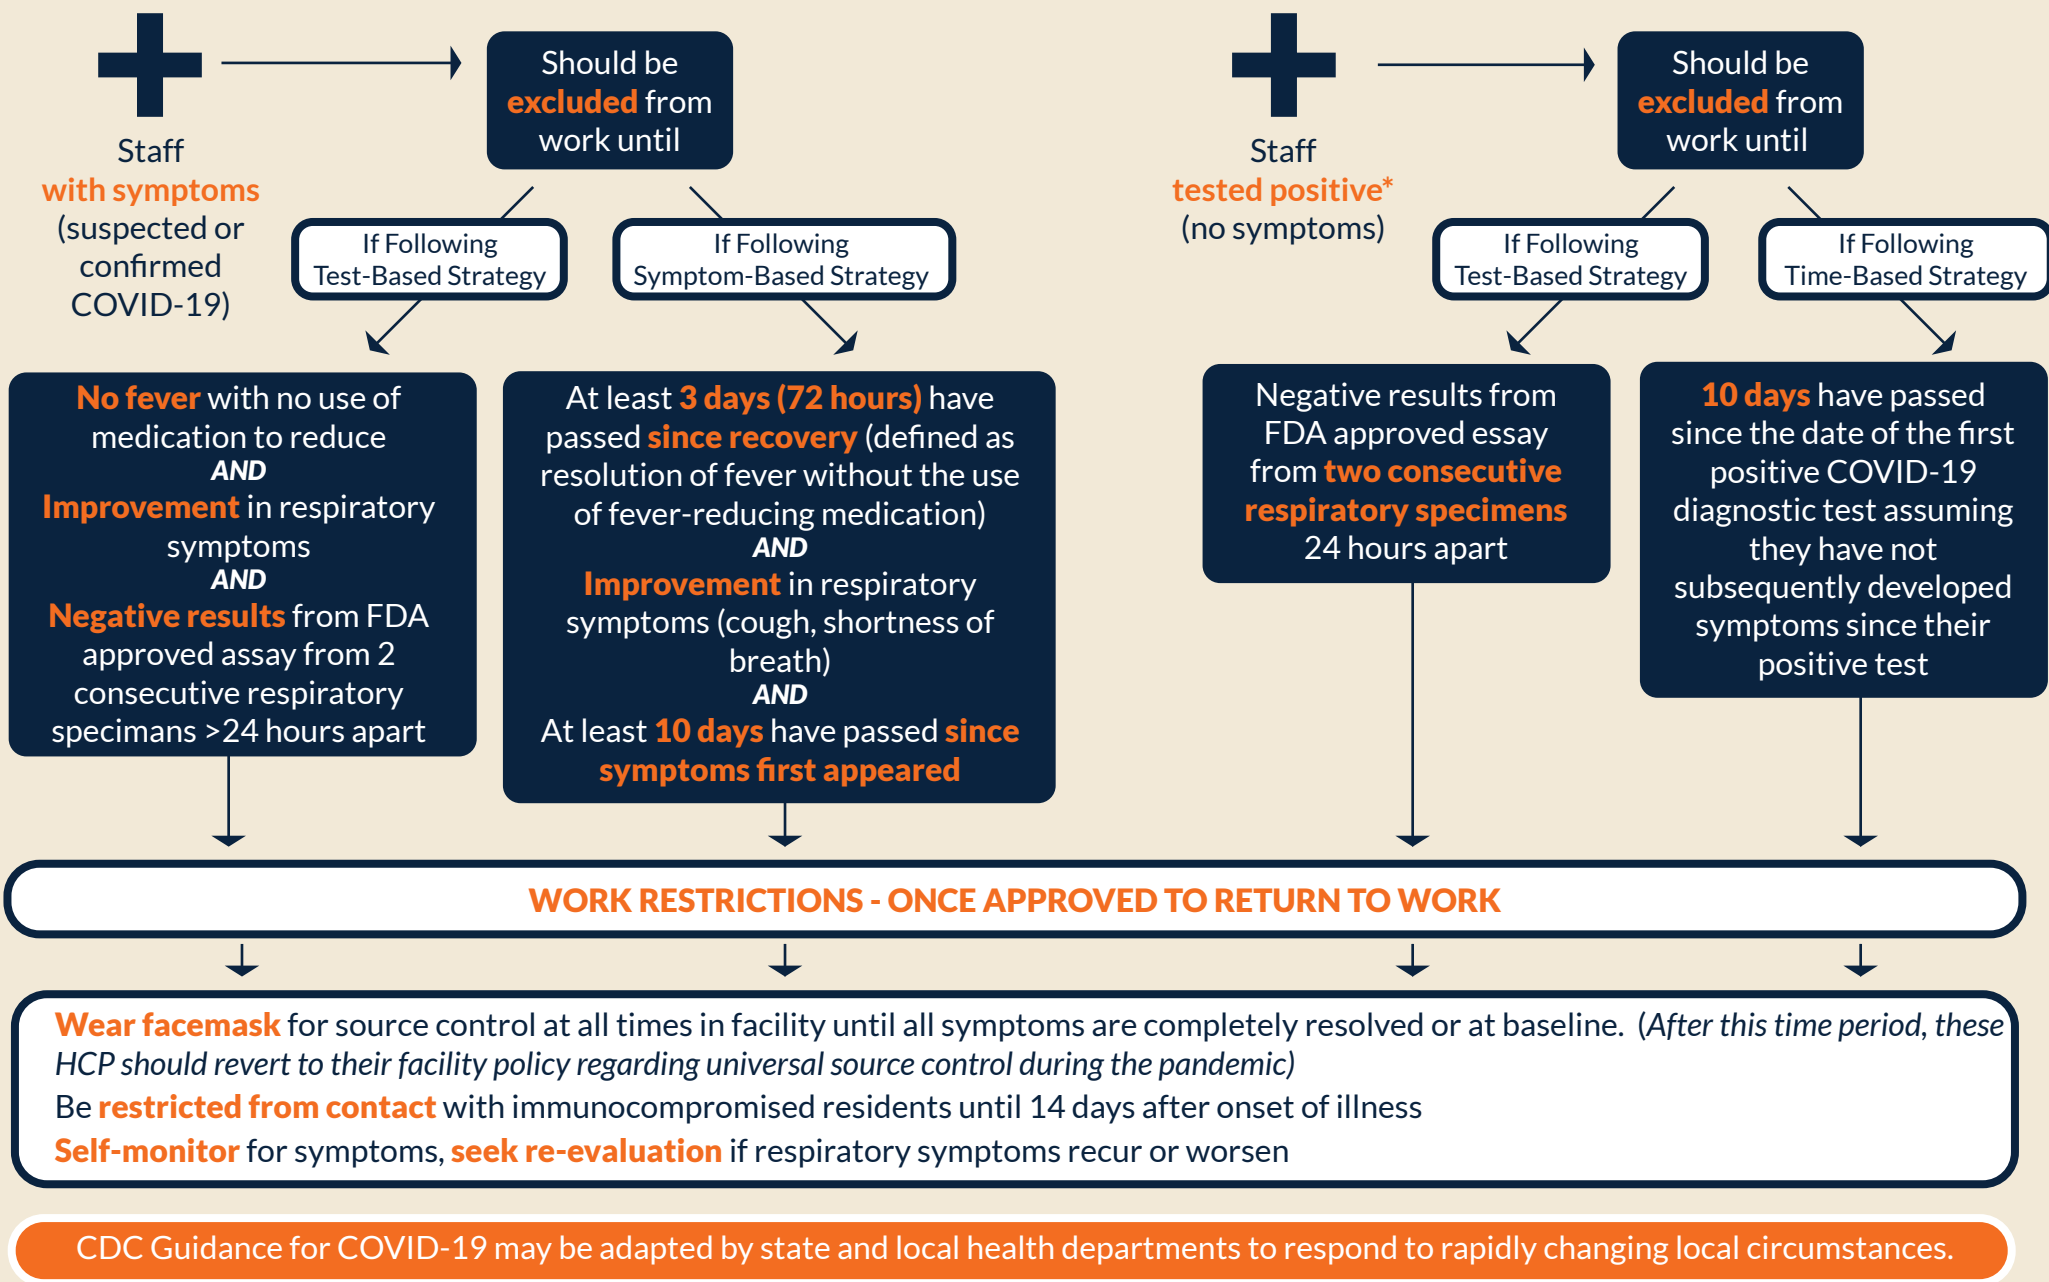 Staff
with symptoms
(suspected or
confirmed
COVID-19)
Should be
excluded from
work until
If Following
Test-Based Strategy
If Following
Symptom-Based Strategy
No fever with no use of
medication to reduce
AND
Improvement in respiratory
symptoms
AND
Negative results from FDA
approved assay from 2
consecutive respiratory
specimans >24 hours apart
At least 3 days (72 hours) have
passed since recovery (defined as
resolution of fever without the use
of fever-reducing medication)
AND
Improvement in respiratory
symptoms (cough, shortness of
breath)
AND
At least 10 days have passed since
symptoms first appeared
Staff
tested positive*
(no symptoms)
Should be
excluded from
work until
If Following
Test-Based Strategy
If Following
Time-Based Strategy
Negative results from
FDA approved essay
from two consecutive
respiratory specimens
24 hours apart
10 days have passed
since the date of the first
positive COVID-19
diagnostic test assuming
they have not
subsequently developed
symptoms since their
positive test
WORK RESTRICTIONS - ONCE APPROVED TO RETURN TO WORK
Wear facemask for source control at all times in facility until all symptoms are completely resolved or at baseline. (After this time period, these
HCP should revert to their facility policy regarding universal source control during the pandemic)
Be restricted from contact with immunocompromised residents until 14 days after onset of illness
Self-monitor for symptoms, seek re-evaluation if respiratory symptoms recur or worsen
CDC Guidance for COVID-19 may be adapted by state and local health departments to respond to rapidly changing local circumstances.